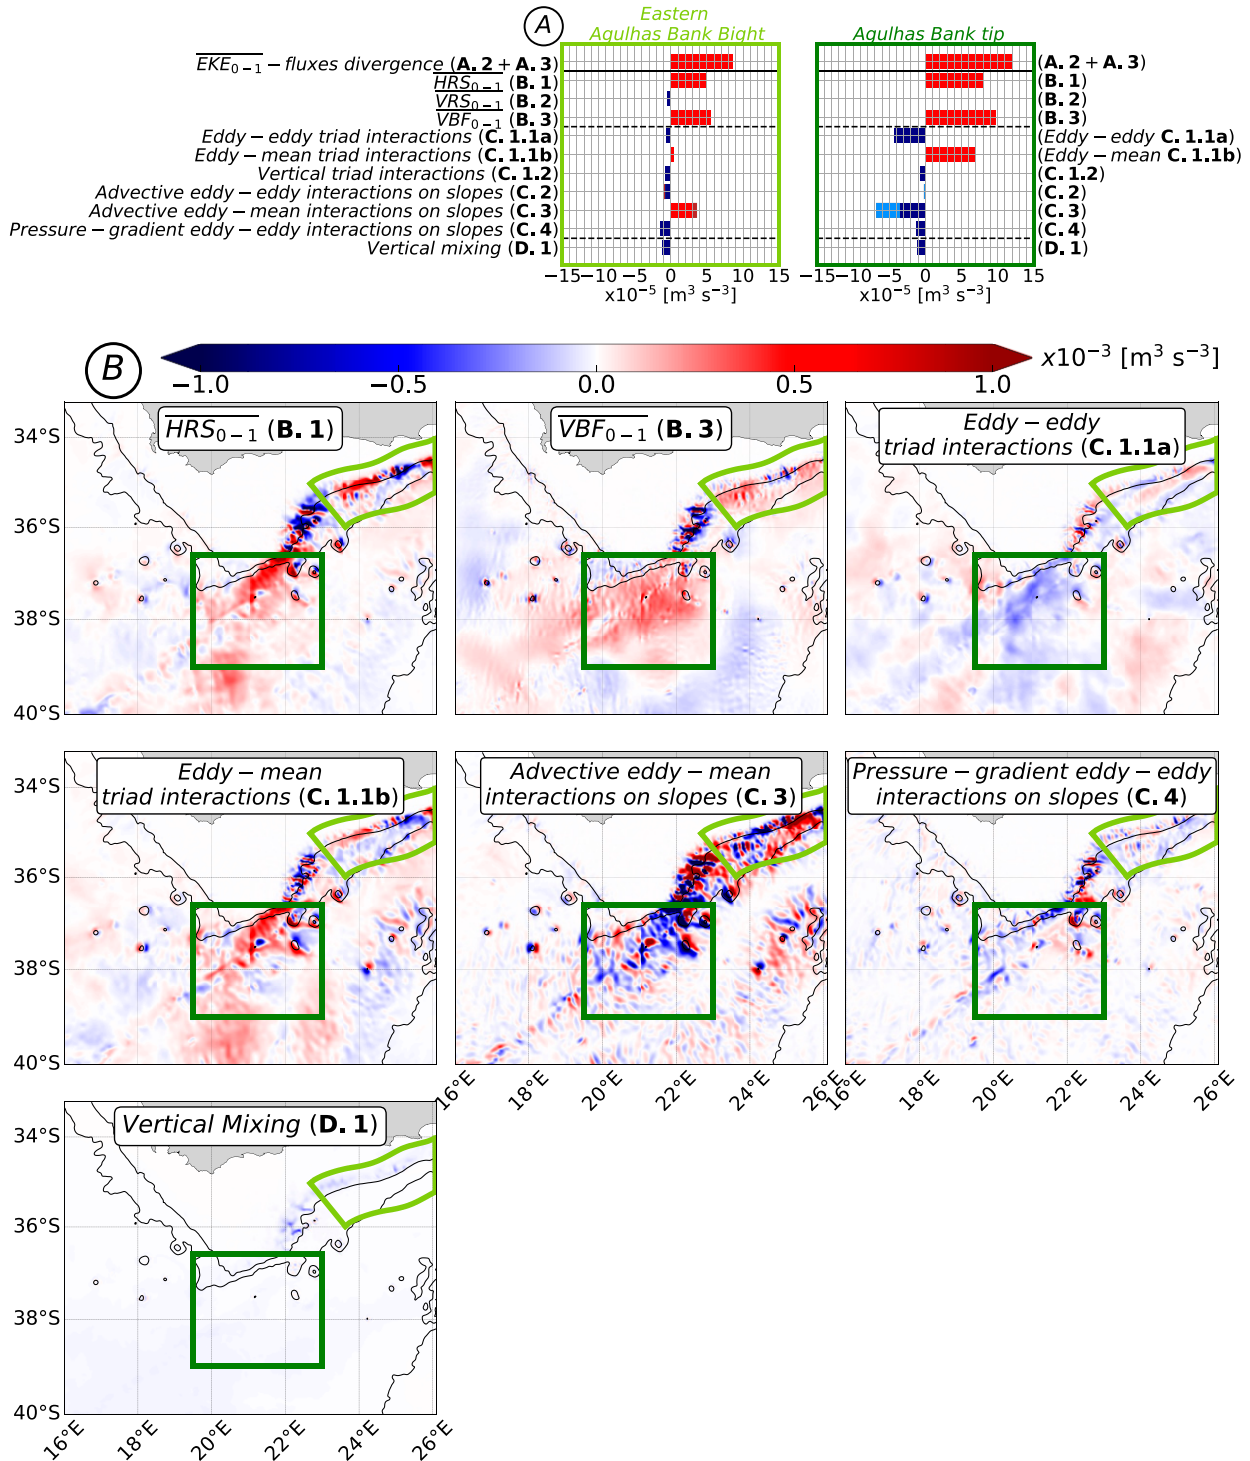 A
Eastern
Agulhas Bank Bight
Agulhas Bank tip
EKE0−1−fluxes divergence (A.2+A.3)
(A.2+A.3)
HRS0−1 (B.1)
(B.1)
VRS0−1 (B.2)
(B.2)
VBF0−1 (B.3)
(B.3)
Eddy−eddy triad interactions (C.1.1a)
(Eddy−eddy C.1.1a)
Eddy−mean triad interactions (C.1.1b)
(Eddy−mean C.1.1b)
Vertical triad interactions (C.1.2)
(C.1.2)
Advective eddy−eddy interactions on slopes (C.2)
(C.2)
Advective eddy−mean interactions on slopes (C.3)
(C.3)
Pressure−gradient eddy−eddy interactions on slopes (C.4)
(C.4)
Vertical mixing (D.1)
(D.1)
−15 −10 −5 0 5 10 15
−15 −10 −5 0 5 10 15
x10⁻⁵ [m³ s⁻³]
x10⁻⁵ [m³ s⁻³]
B
−1.0 −0.5 0.0 0.5 1.0
x10⁻³ [m³ s⁻³]
HRS0−1 (B.1)
VBF0−1 (B.3)
Eddy−eddy
triad interactions (C.1.1a)
34°S
36°S
38°S
40°S
Eddy−mean
triad interactions (C.1.1b)
Advective eddy−mean
interactions on slopes (C.3)
Pressure−gradient eddy−eddy
interactions on slopes (C.4)
34°S
36°S
38°S
40°S
16°E 20°E 22°E 24°E 26°E
16°E 20°E 22°E 24°E 26°E
Vertical Mixing (D.1)
34°S
36°S
38°S
40°S
16°E 20°E 22°E 24°E 26°E